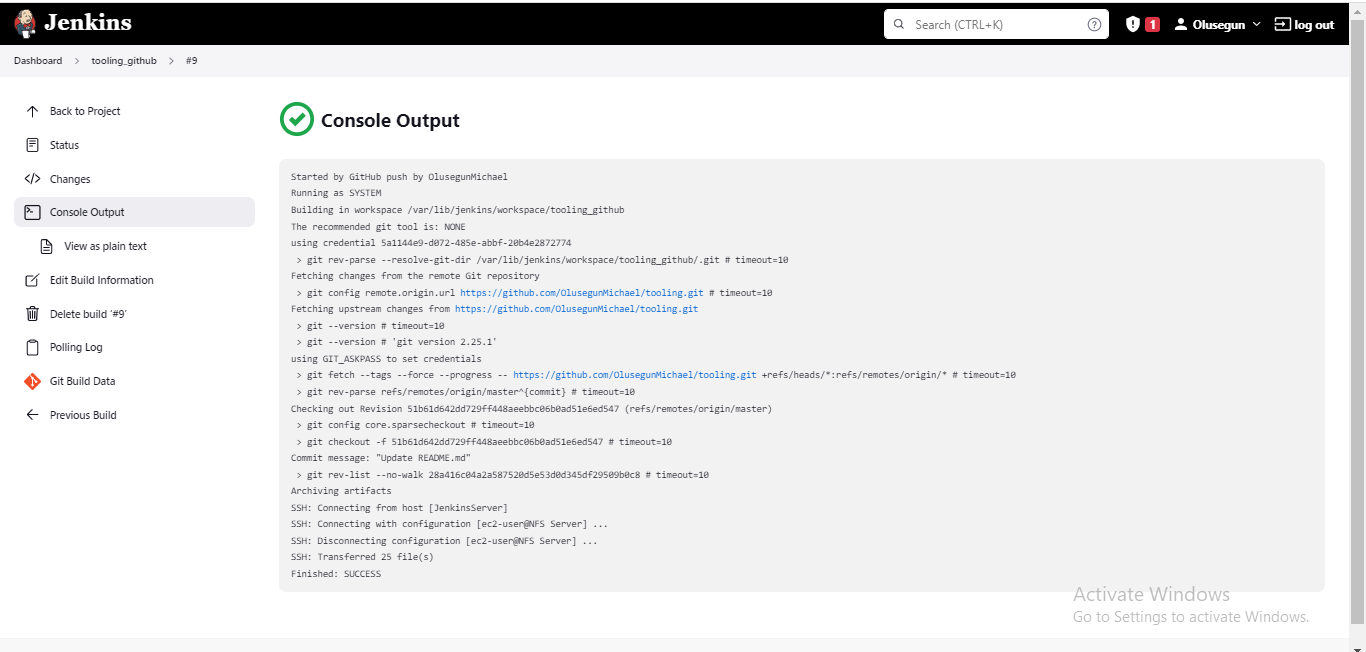 Jenkins
Search (CTRL+K)
1
Olusegun
log out
Dashboard > tooling_github > #9
Back to Project
Status
Changes
Console Output
View as plain text
Edit Build Information
Delete build ‘#9’
Polling Log
Git Build Data
Previous Build
Console Output
Started by GitHub push by OlusegunMichael
Running as SYSTEM
Building in workspace /var/lib/jenkins/workspace/tooling_github
The recommended git tool is: NONE
using credential 5a1144e9-d072-485e-abbf-20b4e2872774
> git rev-parse --resolve-git-dir /var/lib/jenkins/workspace/tooling_github/.git # timeout=10
Fetching changes from the remote Git repository
> git config remote.origin.url https://github.com/OlusegunMichael/tooling.git # timeout=10
Fetching upstream changes from https://github.com/OlusegunMichael/tooling.git
> git --version # timeout=10
> git --version # 'git version 2.25.1'
using GIT_ASKPASS to set credentials
> git fetch --tags --force --progress -- https://github.com/OlusegunMichael/tooling.git +refs/heads/*:refs/remotes/origin/* # timeout=10
> git rev-parse refs/remotes/origin/master^{commit} # timeout=10
Checking out Revision 51b61d642dd729ff448aeebbc06b0ad51e6ed547 (refs/remotes/origin/master)
> git config core.sparsecheckout # timeout=10
> git checkout -f 51b61d642dd729ff448aeebbc06b0ad51e6ed547 # timeout=10
Commit message: "Update README.md"
> git rev-list --no-walk 28a416c04a2a587520d5e53d0d345df29509b0c8 # timeout=10
Archiving artifacts
SSH: Connecting from host [JenkinsServer]
SSH: Connecting with configuration [ec2-user@NFS Server] ...
SSH: Disconnecting configuration [ec2-user@NFS Server] ...
SSH: Transferred 25 file(s)
Finished: SUCCESS
Activate Windows
Go to Settings to activate Windows.